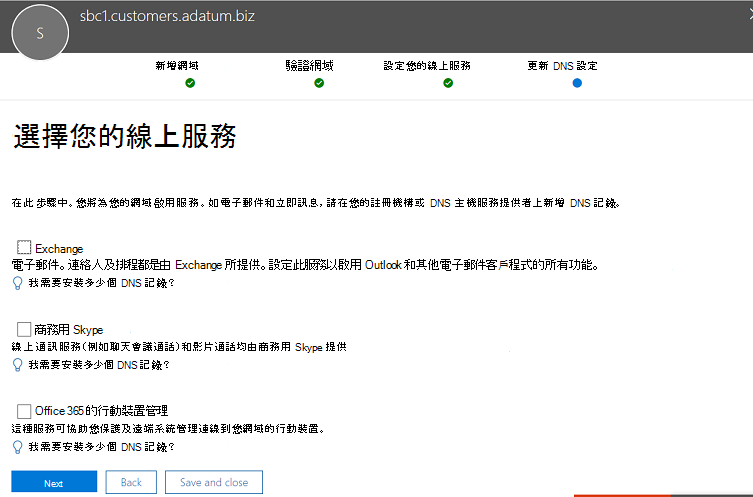 sbc1.customers.adatum.biz
S
新增網域 驗證網域 設定您的線上服務 更新 DNS 設定
選擇您的線上服務
在此步驟中。您將為您的網域啟用服務。如電子郵件和立即訊息,請在您的註冊機構或 DNS 主機服務提供者上新增 DNS 記錄。
Exchange
電子郵件。連絡人及排程都是由 Exchange 所提供。設定此服務以啟用 Outlook 和其他電子郵件客戶程式的所有功能。
我需要安裝多少個 DNS 記錄?
商務用 Skype
線上通訊服務(例如聊天會議通話)和影片通話均由商務用 Skype 提供
我需要安裝多少個 DNS 記錄?
Office 365的行動裝置管理
這種服務可協助您保護及遠端系統管理連線到您網域的行動裝置。
我需要安裝多少個 DNS 記錄?
Next Back Save and close